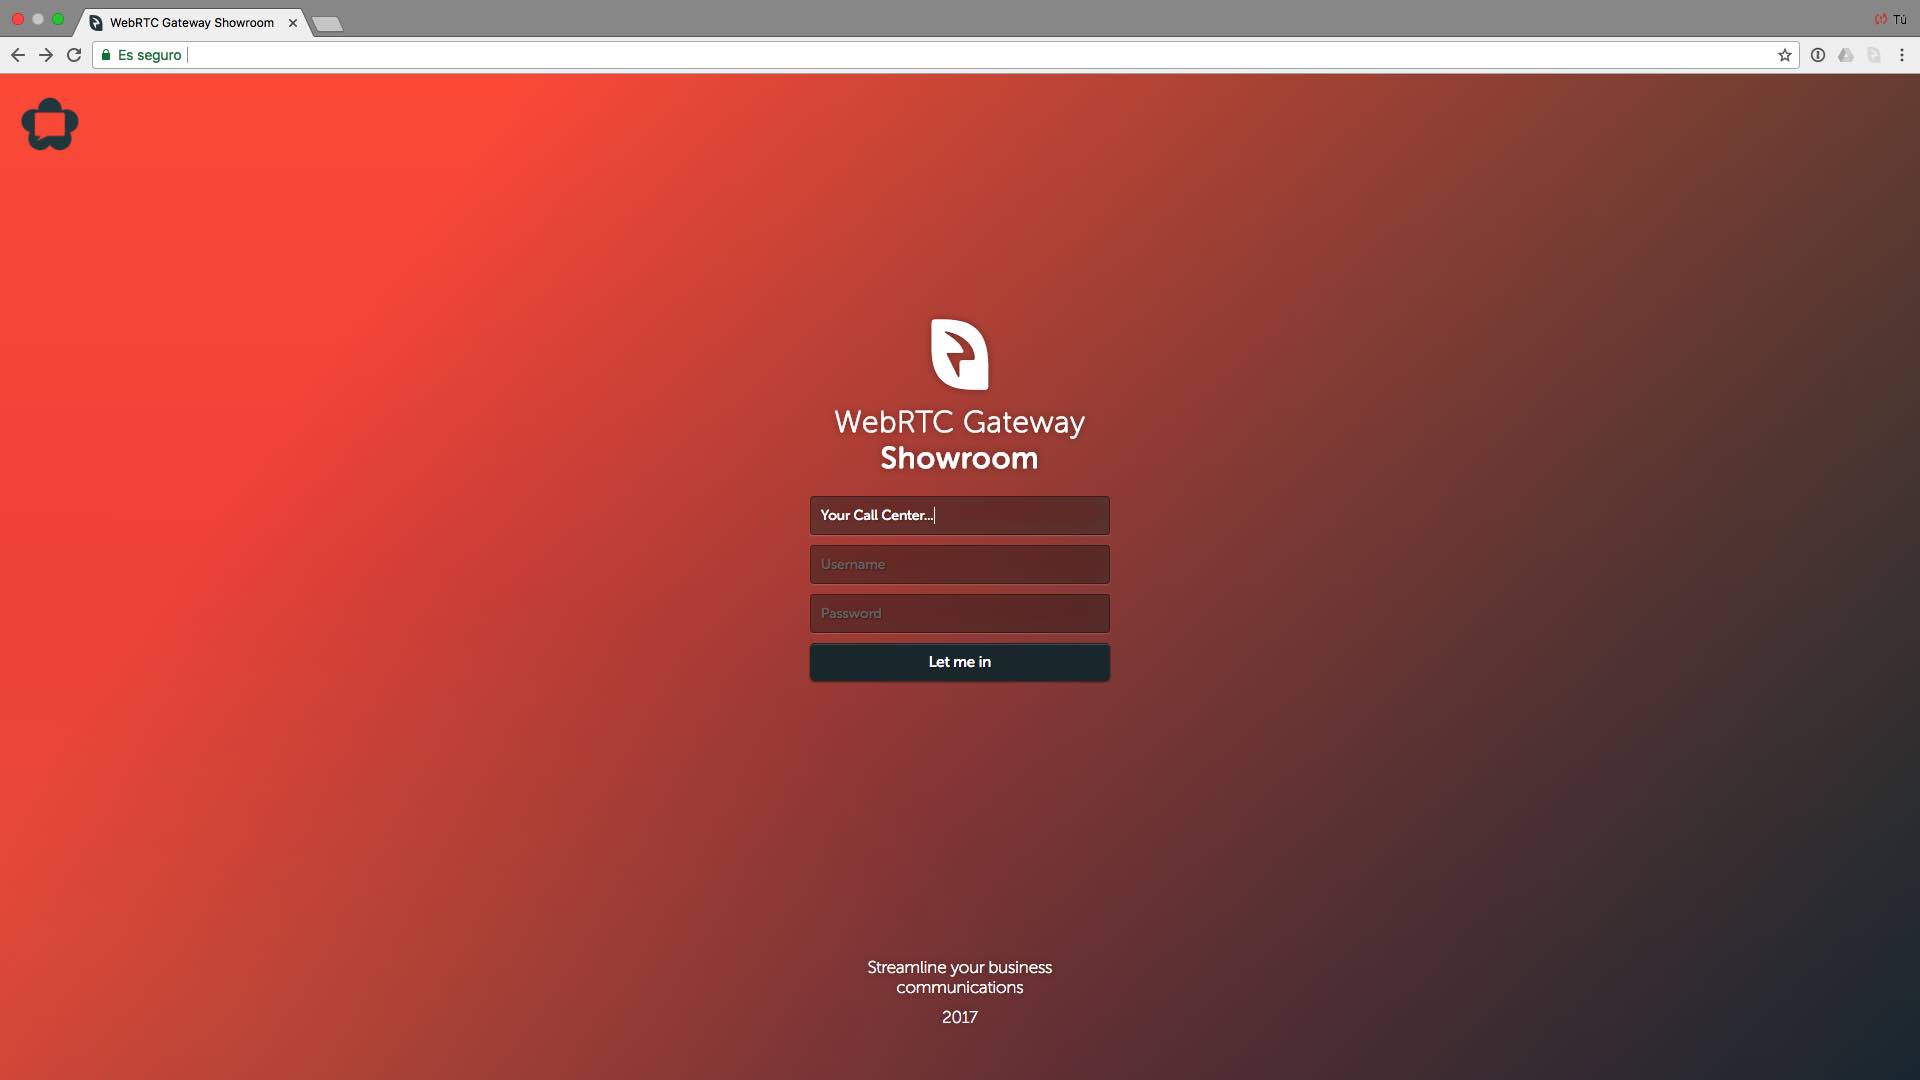 WebRTC Gateway Showroom
Tú
Es seguro
WebRTC Gateway
Showroom
Your Call Center...
Username
Password
Let me in
Streamline your business
communications
2017